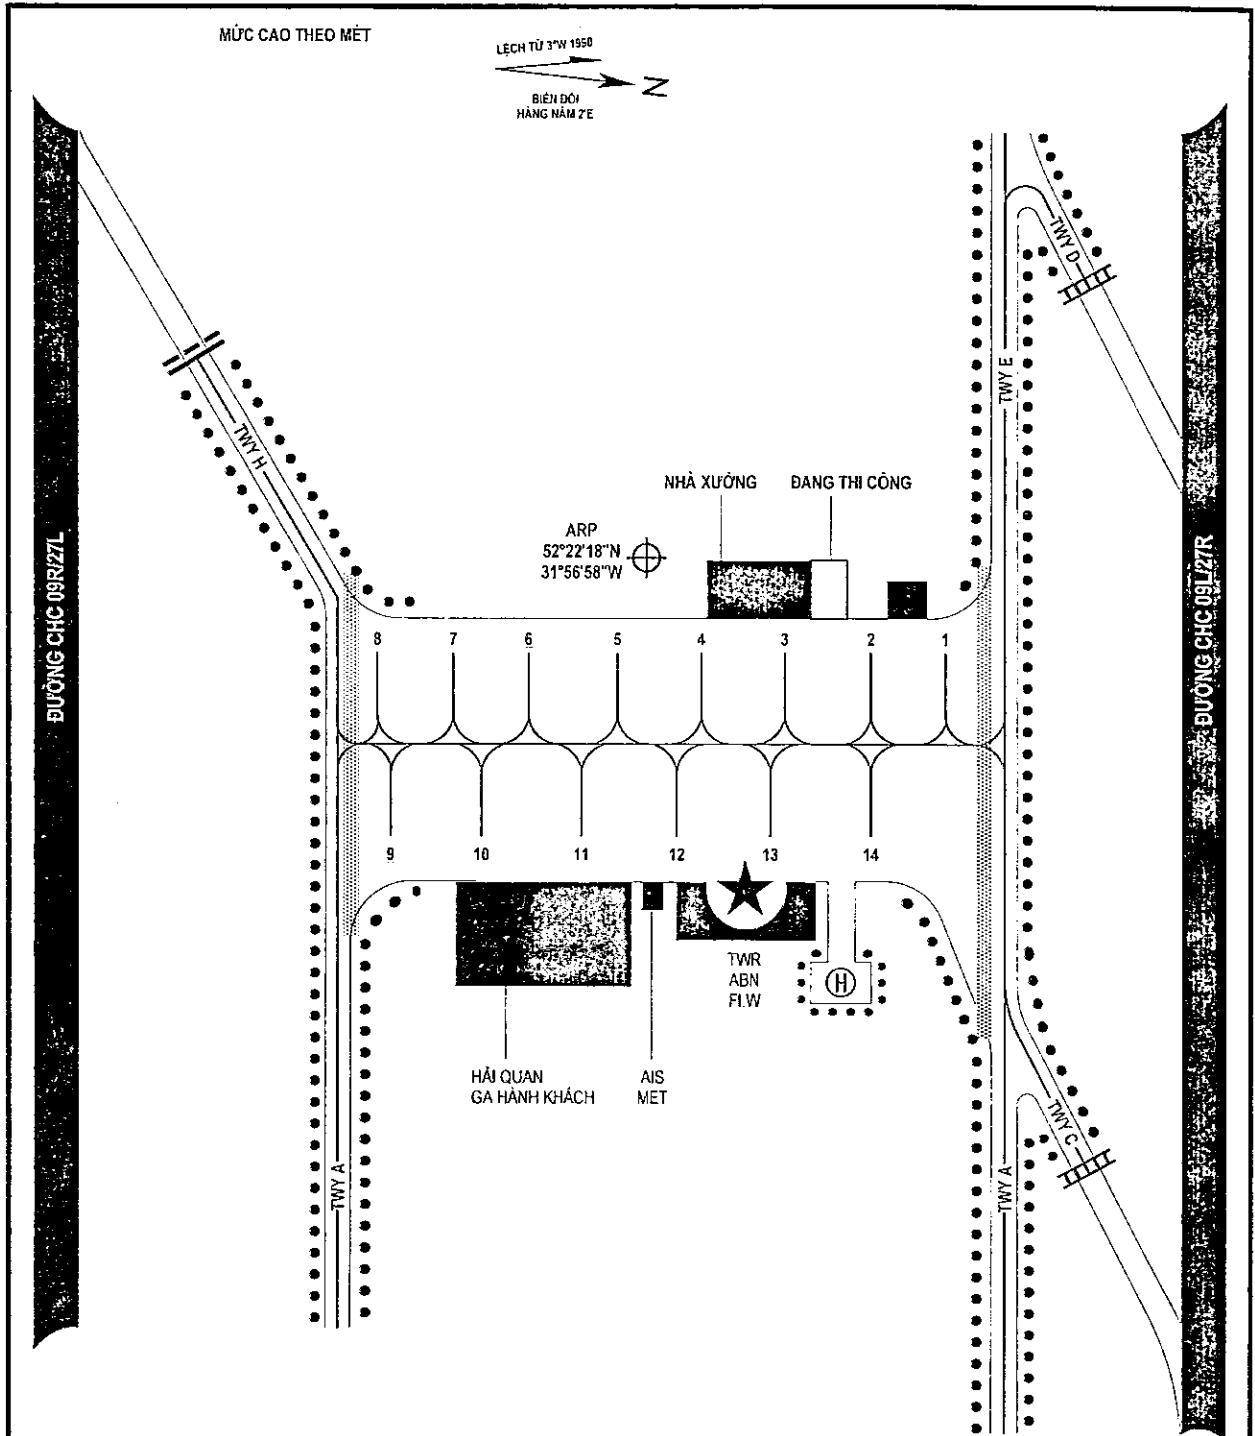 MỨC CAO THEO MÉT
LỆCH TỪ 3°W 1950
N
BIẾN ĐỔI
HÀNG NĂM 2'E
TWY D
TWY E
TWY H
NHÀ XƯỞNG
ĐANG THI CÔNG
ARP
52°22'18"N
31°56'58"W
ĐƯỜNG CHC 09R/27L
ĐƯỜNG CHC 09L/27R
8 7 6 5 4 3 2 1
9 10 11 12 13 14
TWR
ABN
FLW
H
HẢI QUAN
GA HÀNH KHÁCH
AIS
MET
TWY C
TWY A
TWY A